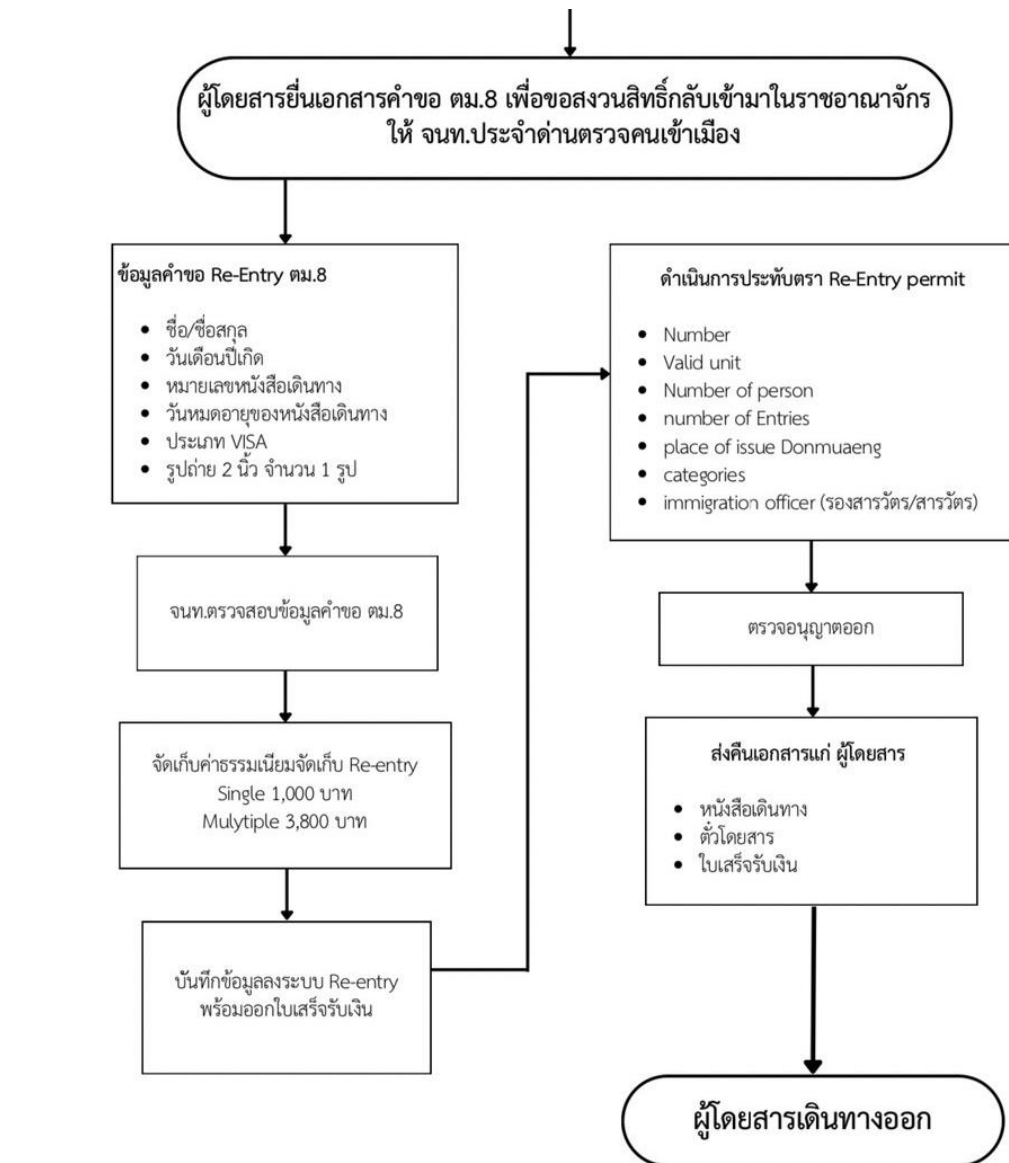 ผู้โดยสารยื่นเอกสารคำขอ ตม.8 เพื่อขอสงวนสิทธิ์กลับเข้ามาในราชอาณาจักร
ให้ จนท.ประจำด่านตรวจคนเข้าเมือง
ข้อมูลคำขอ Re-Entry ตม.8
• ชื่อ/ชื่อสกุล
• วันเดือนปีเกิด
• หมายเลขหนังสือเดินทาง
• วันหมดอายุของหนังสือเดินทาง
• ประเภท VISA
• รูปถ่าย 2 นิ้ว จำนวน 1 รูป
จนท.ตรวจสอบข้อมูลคำขอ ตม.8
จัดเก็บค่าธรรมเนียมจัดเก็บ Re-entry
Single 1,000 บาท
Mulytiple 3,800 บาท
บันทึกข้อมูลลงระบบ Re-entry
พร้อมออกใบเสร็จรับเงิน
ดำเนินการประทับตรา Re-Entry permit
• Number
• Valid unit
• Number of person
• number of Entries
• place of issue Donmuaeng
• categories
• immigration officer (รองสารวัตร/สารวัตร)
ตรวจอนุญาตออก
ส่งคืนเอกสารแก่ ผู้โดยสาร
• หนังสือเดินทาง
• ตั๋วโดยสาร
• ใบเสร็จรับเงิน
ผู้โดยสารเดินทางออก